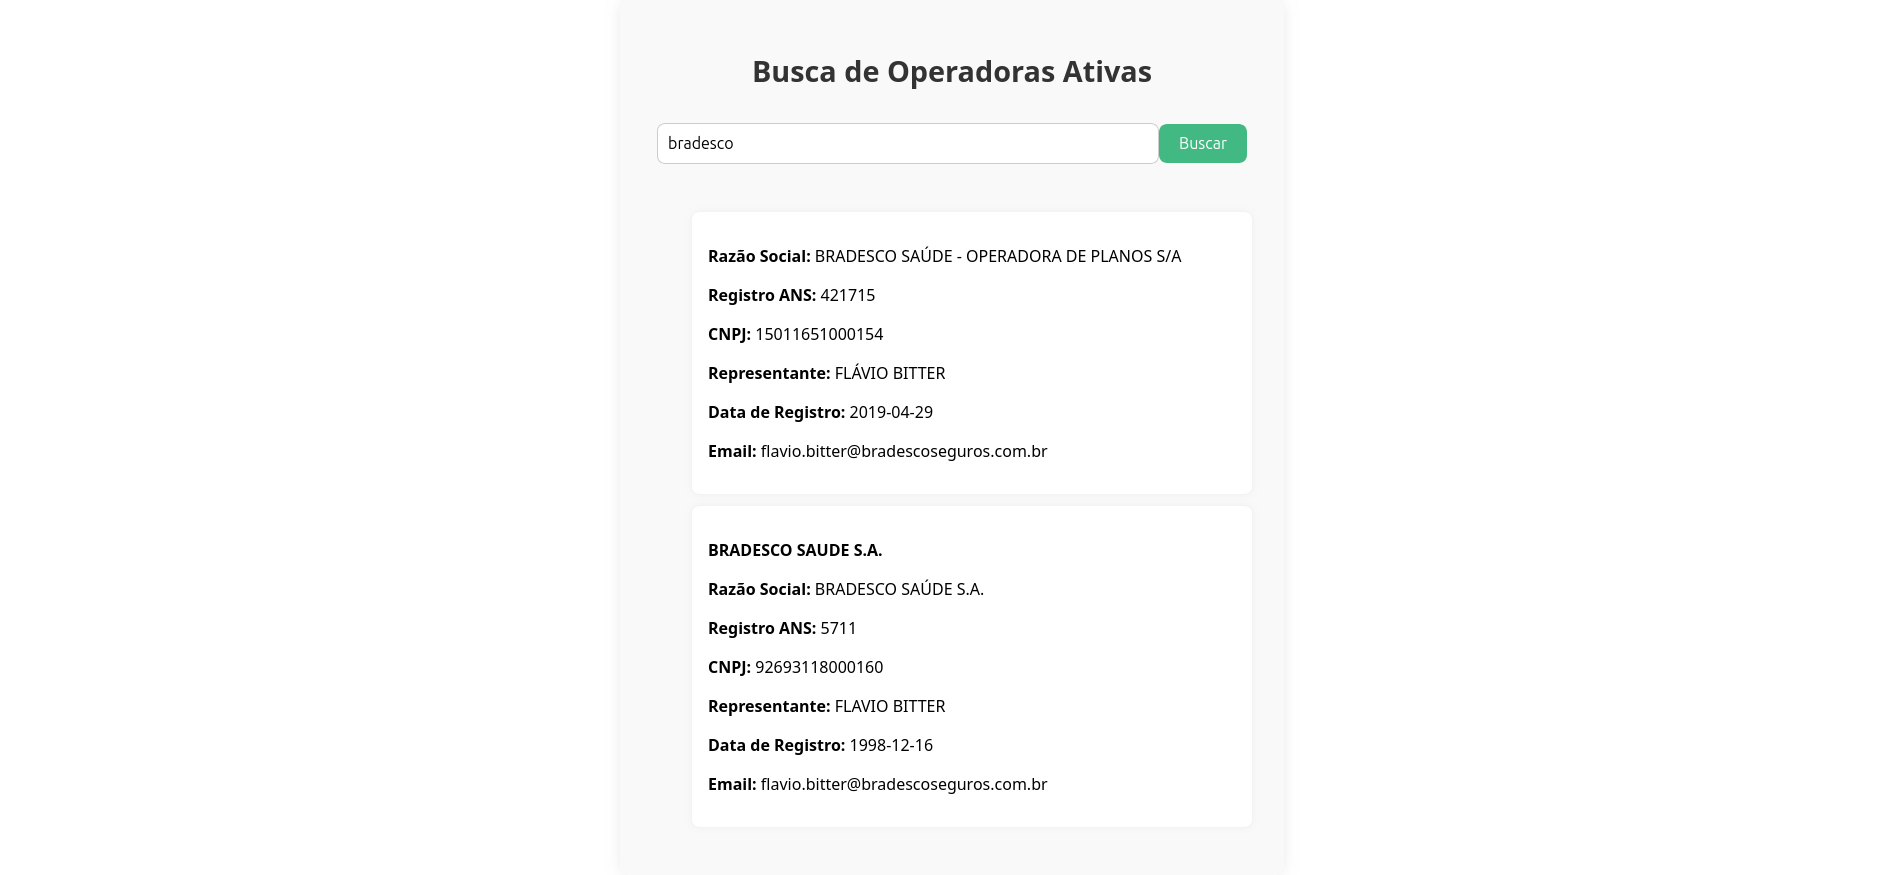 Busca de Operadoras Ativas
bradesco
Buscar
Razão Social: BRADESCO SAÚDE - OPERADORA DE PLANOS S/A
Registro ANS: 421715
CNPJ: 15011651000154
Representante: FLÁVIO BITTER
Data de Registro: 2019-04-29
Email: flavio.bitter@bradescoseguros.com.br
BRADESCO SAUDE S.A.
Razão Social: BRADESCO SAÚDE S.A.
Registro ANS: 5711
CNPJ: 92693118000160
Representante: FLAVIO BITTER
Data de Registro: 1998-12-16
Email: flavio.bitter@bradescoseguros.com.br